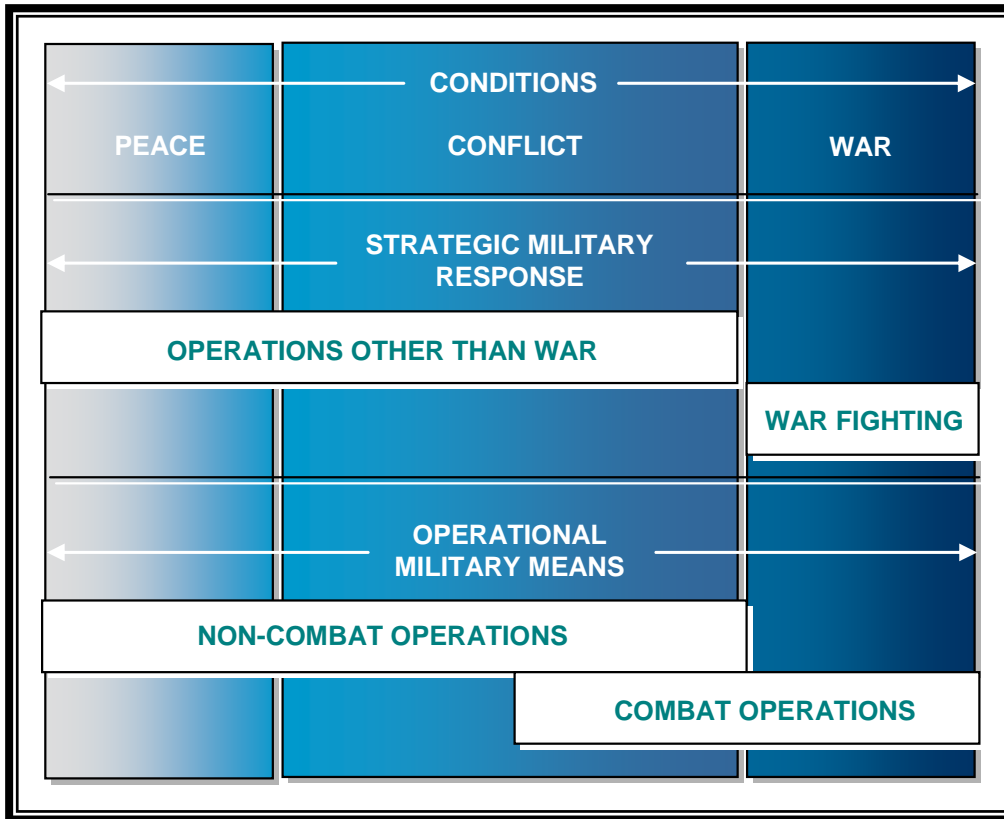 CONDITIONS
PEACE
CONFLICT
WAR
STRATEGIC MILITARY
RESPONSE
OPERATIONS OTHER THAN WAR
WAR FIGHTING
OPERATIONAL
MILITARY MEANS
NON-COMBAT OPERATIONS
COMBAT OPERATIONS